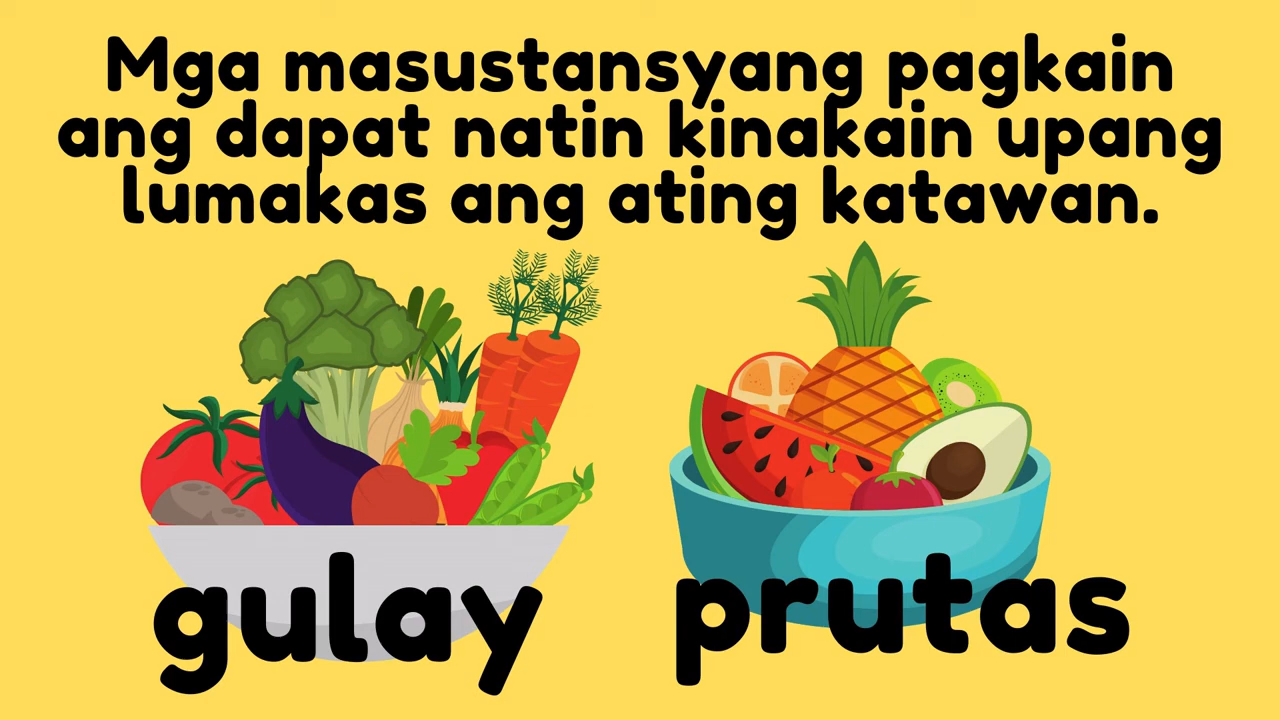 Mga masustansyang pagkain
ang dapat natin kinakain upang
lumakas ang ating katawan.
gulay
prutas